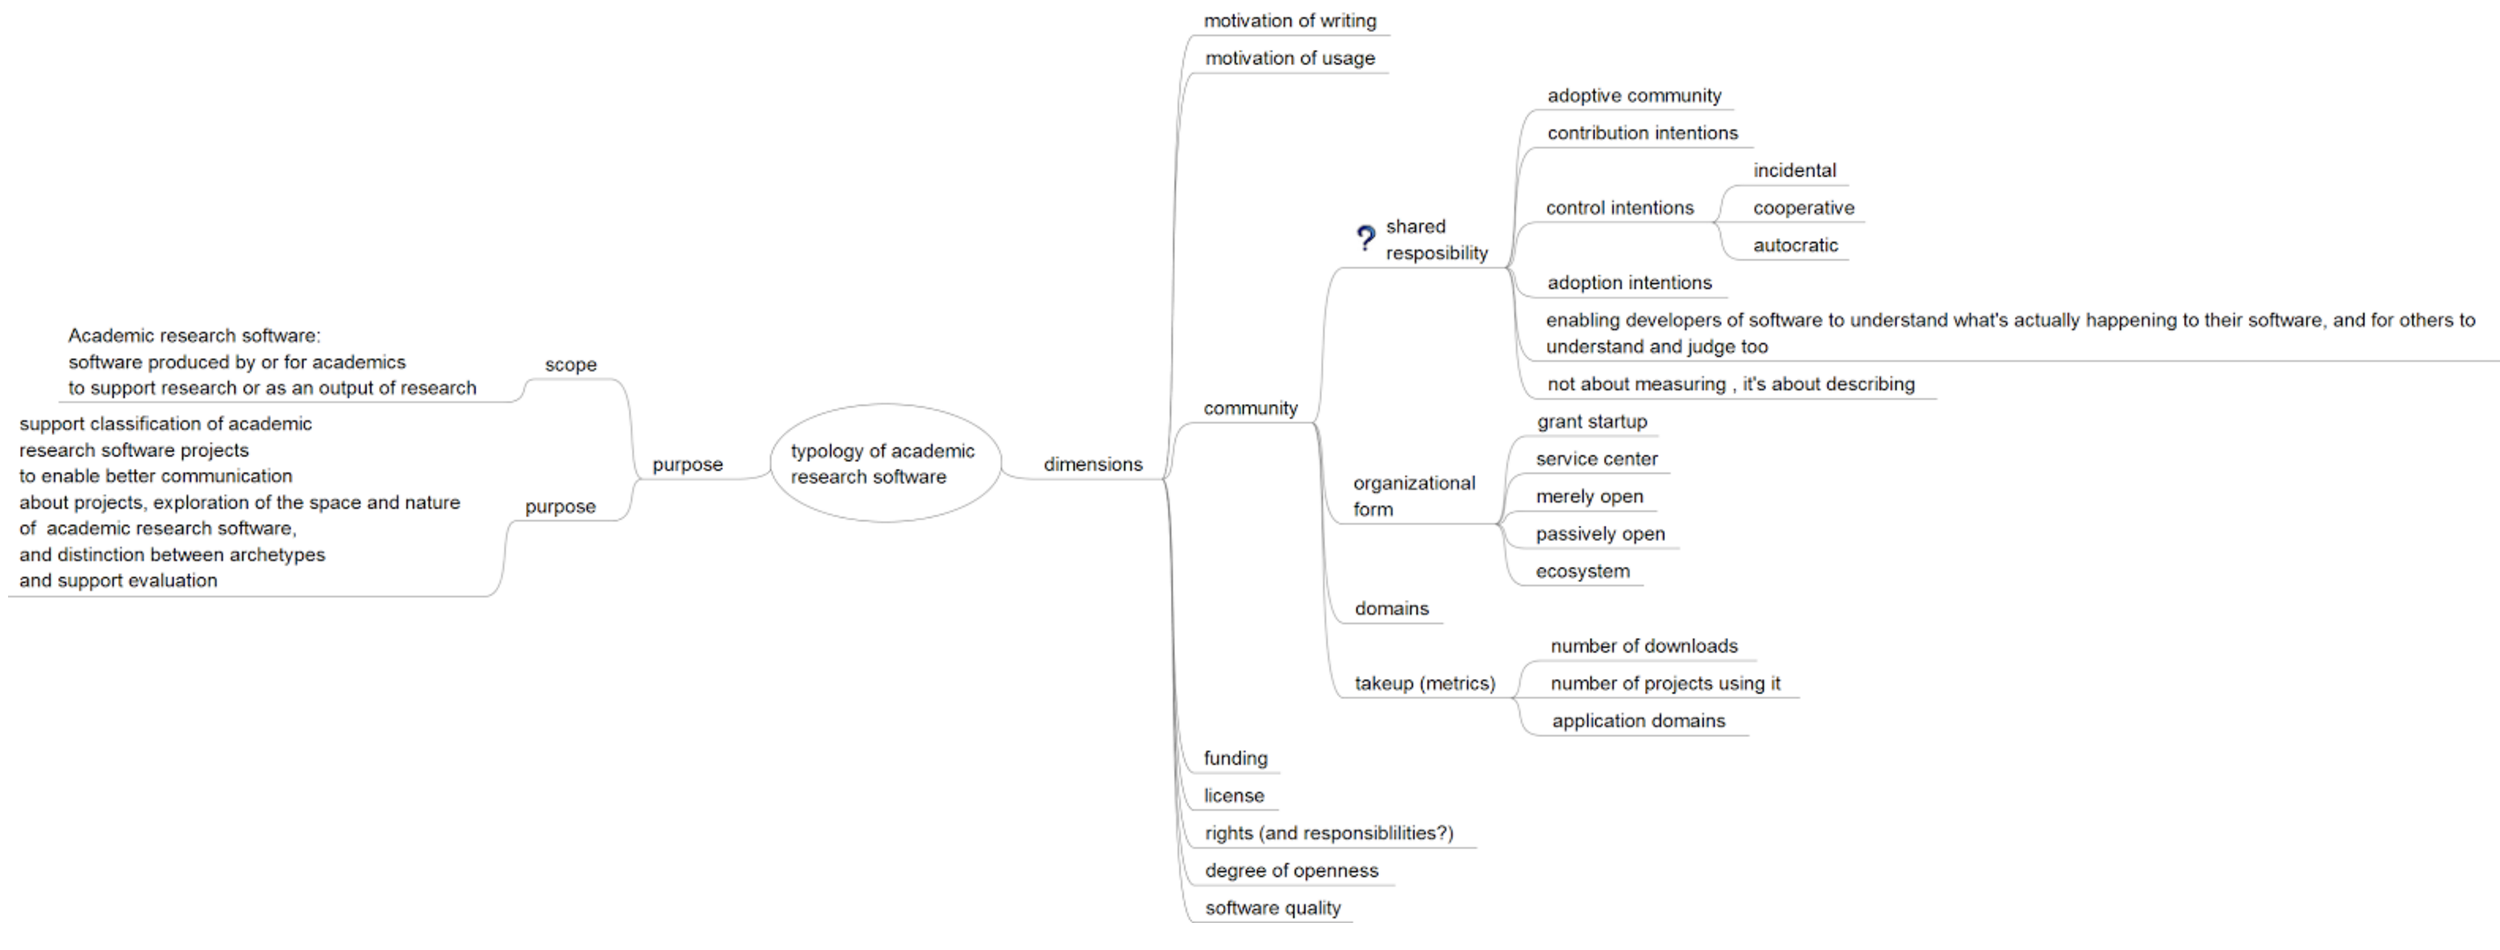 motivation of writing
motivation of usage
adoptive community
contribution intentions
incidental
control intentions
cooperative
autocratic
?
shared
resposibility
adoption intentions
enabling developers of software to understand what's actually happening to their software, and for others to
understand and judge too
not about measuring , it's about describing
community
grant startup
service center
organizational
form
merely open
passively open
ecosystem
domains
number of downloads
takeup (metrics)
number of projects using it
application domains
Academic research software:
software produced by or for academics
to support research or as an output of research
scope
support classification of academic
research software projects
to enable better communication
about projects, exploration of the space and nature
of  academic research software,
and distinction between archetypes
and support evaluation
purpose
purpose
typology of academic
research software
dimensions
funding
license
rights (and responsiblilities?)
degree of openness
software quality